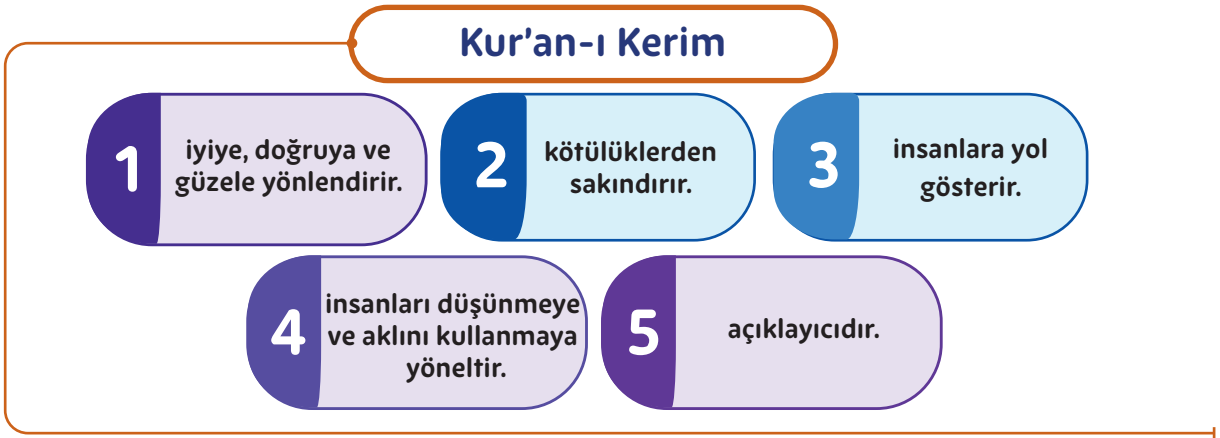 Kur'an-ı Kerim
1
iyiye, doğruya ve
güzele yönlendirir.
2
kötülüklerden
sakındırır.
3
insanlara yol
gösterir.
4
insanları düşünmeye
ve aklını kullanmaya
yöneltir.
5
açıklayıcıdır.